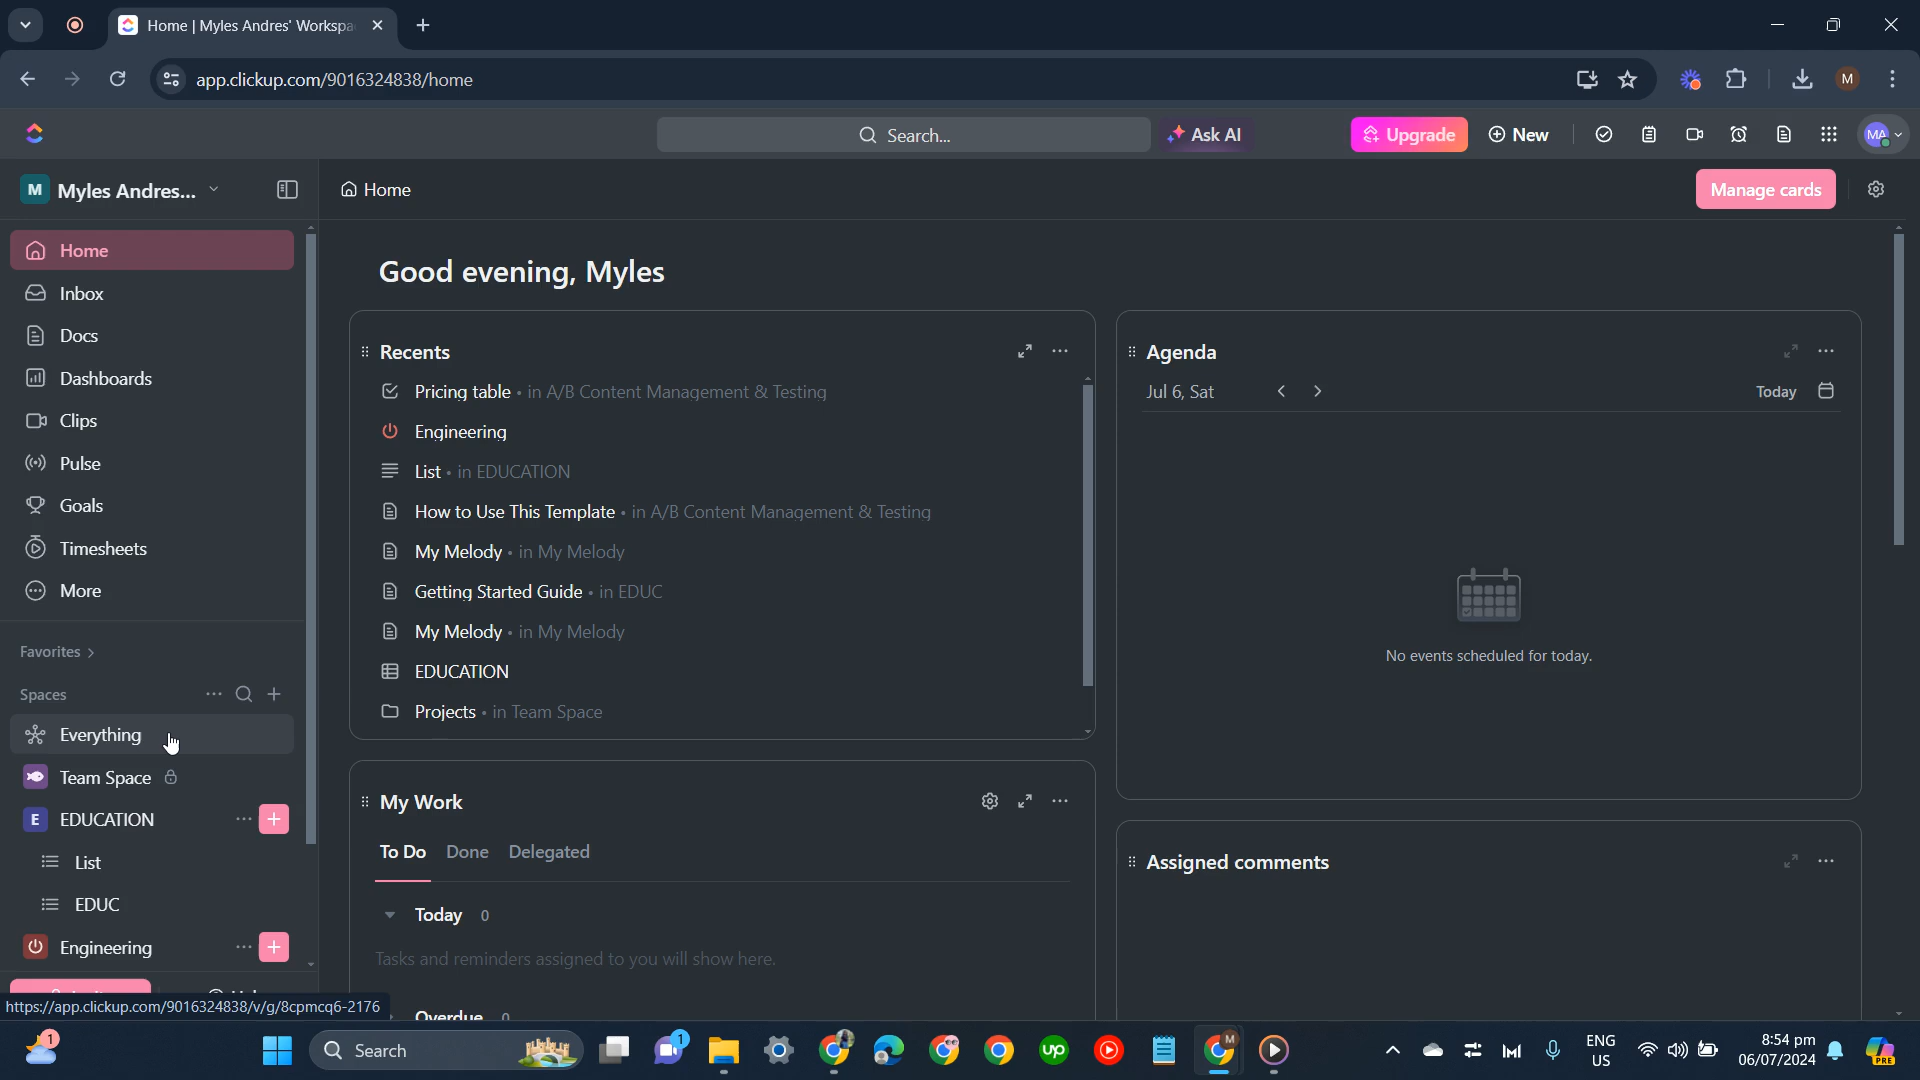 Home | Myles Andres' Workspa
app.clickup.com/9016324838/home
Search...
Ask AI
Upgrade
New
MA
M
M Myles Andres...
Home
Manage cards
Home
Inbox
Docs
Dashboards
Clips
Pulse
Goals
Timesheets
More
Favorites
Spaces
Everything
Team Space
E EDUCATION
List
EDUC
Engineering
https://app.clickup.com/9016324838/v/g/8cpmcq6-2176
Good evening, Myles
Recents
Pricing table • in A/B Content Management & Testing
Engineering
List • in EDUCATION
How to Use This Template • in A/B Content Management & Testing
My Melody • in My Melody
Getting Started Guide • in EDUC
My Melody • in My Melody
EDUCATION
Projects • in Team Space
My Work
To Do Done Delegated
Today 0
Tasks and reminders assigned to you will show here.
Overdue 0
Agenda
Jul 6, Sat
Today
No events scheduled for today.
Assigned comments
1
Search
1
up
M
ENG
US
8:54 pm
06/07/2024
PRE